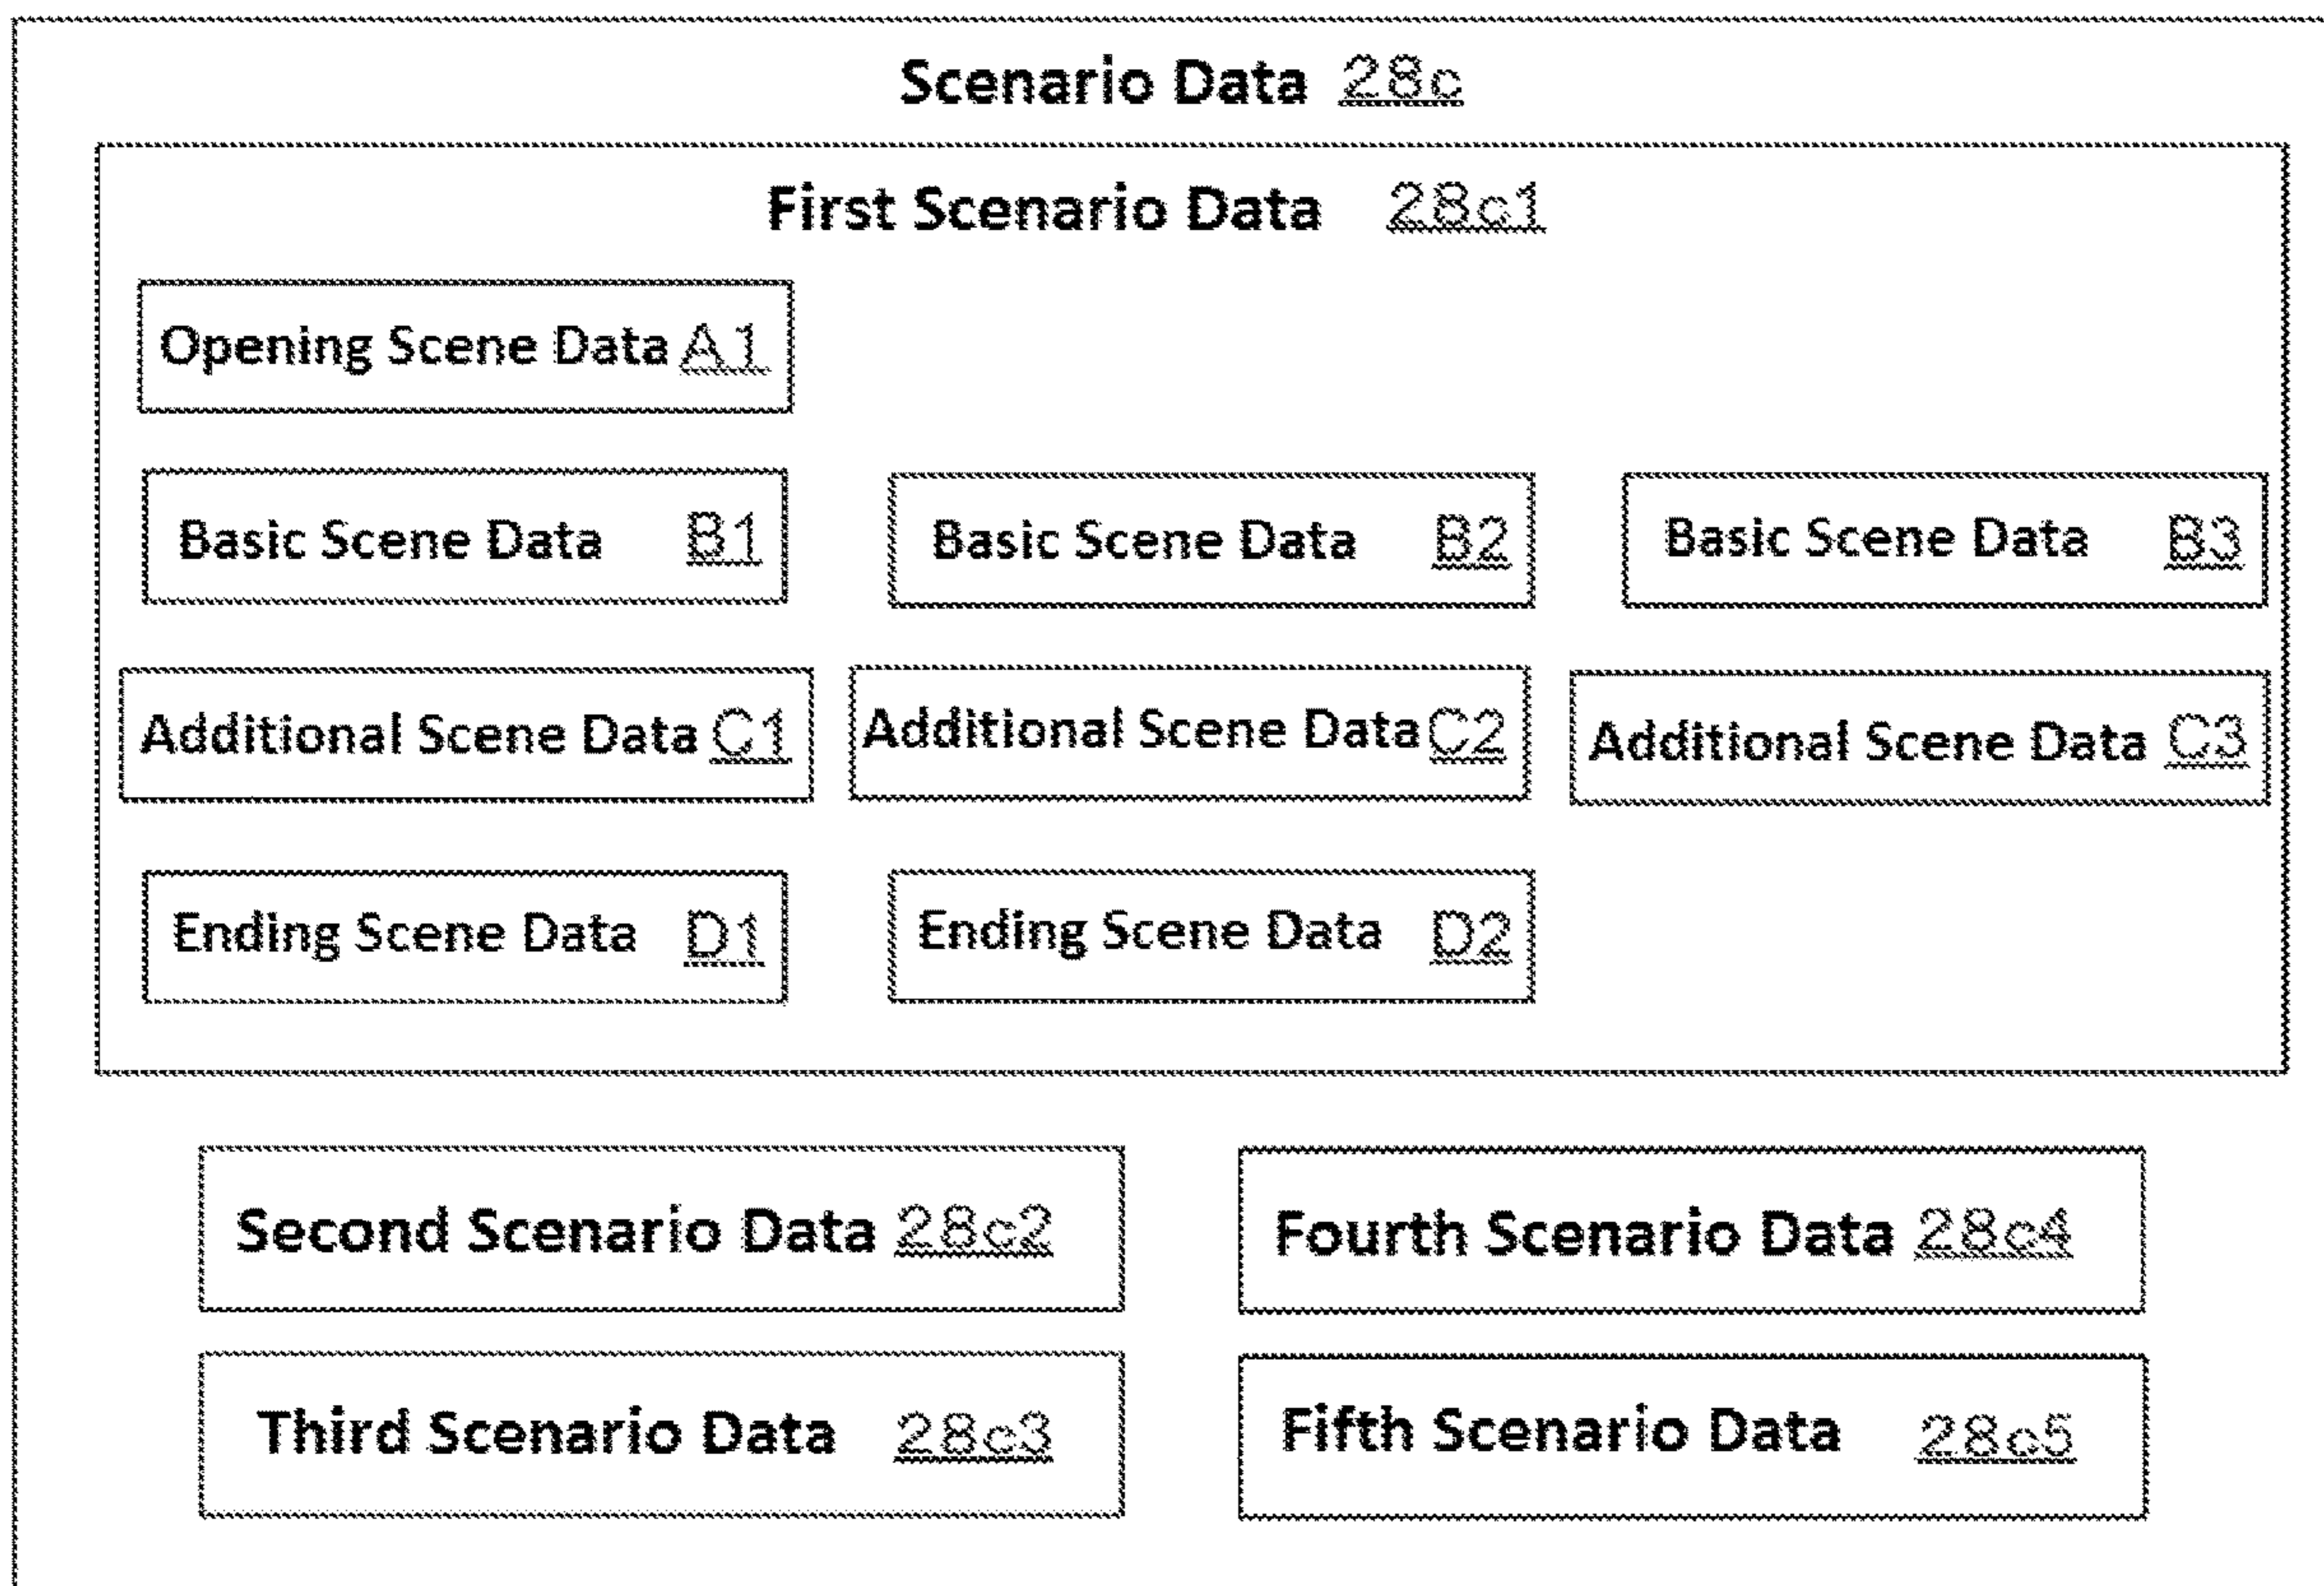 Scenario Data 28c
First Scenario Data 28c1
Opening Scene Data A1
Basic Scene Data B1
Basic Scene Data B2
Basic Scene Data B3
Additional Scene Data C1
Additional Scene Data C2
Additional Scene Data C3
Ending Scene Data D1
Ending Scene Data D2
Second Scenario Data 28c2
Fourth Scenario Data 28c4
Third Scenario Data 28c3
Fifth Scenario Data 28c5